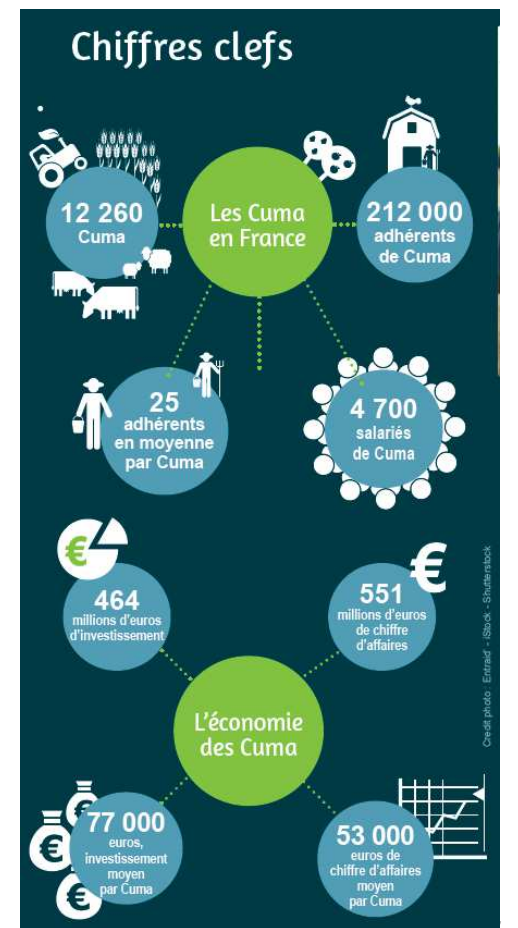 Chiffres clefs
12 260
Cuma
Les Cuma
en France
212 000
adhérents
de Cuma
25
adhérents
en moyenne
par Cuma
4 700
salariés
de Cuma
€
464
millions d'euros
d'investissement
€
551
millions d'euros
de chiffre
d'affaires
L'économie
des Cuma
€
€
€
77 000
euros,
investissement
moyen
par Cuma
53 000
euros de
chiffre d'affaires
moyen
par Cuma
Credit photo : Entraid' - iStock - Shutterstock